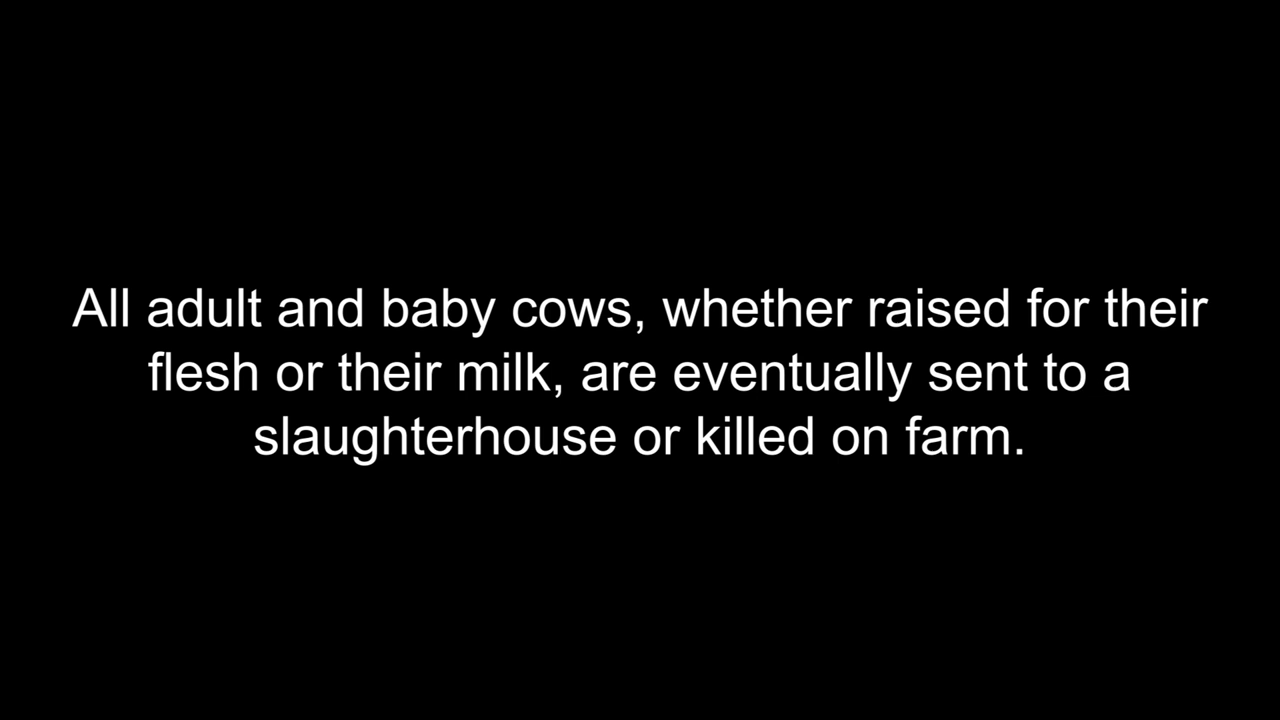 All adult and baby cows, whether raised for their
flesh or their milk, are eventually sent to a
slaughterhouse or killed on farm.